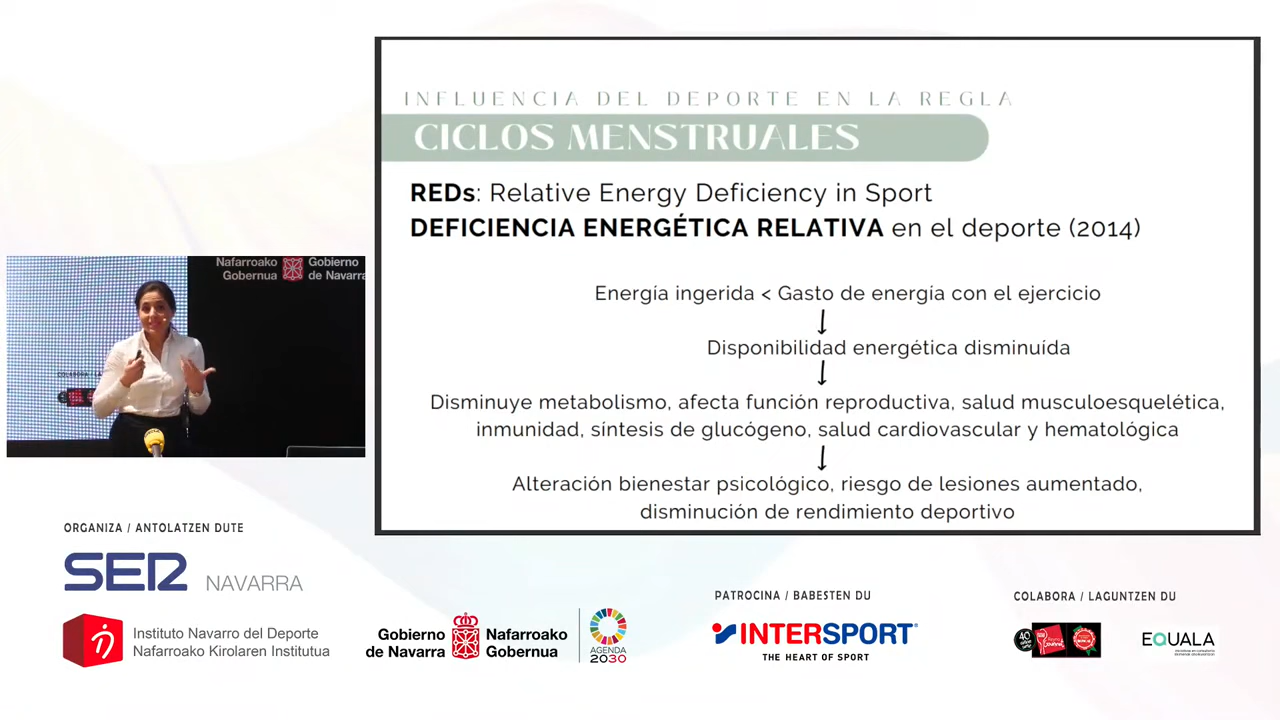 INFLUENCIA DEL DEPORTE EN LA REGLA
CICLOS MENSTRUALES
REDs: Relative Energy Deficiency in Sport
DEFICIENCIA ENERGÉTICA RELATIVA en el deporte (2014)
Energía ingerida < Gasto de energía con el ejercicio
Disponibilidad energética disminuída
Disminuye metabolismo, afecta función reproductiva, salud musculoesquelética,
inmunidad, síntesis de glucógeno, salud cardiovascular y hematológica
Alteración bienestar psicológico, riesgo de lesiones aumentado,
disminución de rendimiento deportivo
Nafarroako
Gobernua
Gobierno
de Navarra
ORGANIZA / ANTOLATZEN DUTE
SER NAVARRA
Instituto Navarro del Deporte
Nafarroako Kirolaren Institutua
Gobierno
de Navarra
Nafarroako
Gobernua
AGENDA
2030
PATROCINA / BABESTEN DU
INTERSPORT
THE HEART OF SPORT
COLABORA / LAGUNTZEN DU
40
EQUALA